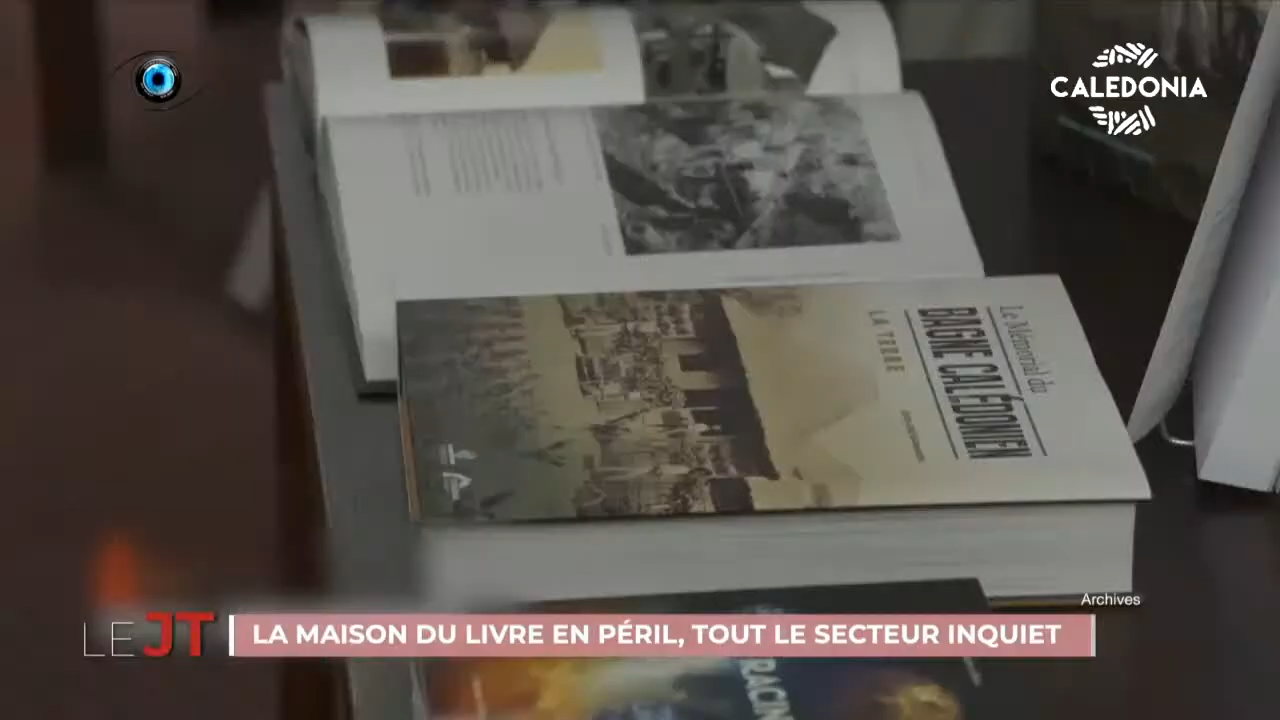 CALEDONIA
Le Mémorial du
BAGNE CALÉDONIEN
LA TERRE
Archives
LE JT
LA MAISON DU LIVRE EN PÉRIL, TOUT LE SECTEUR INQUIET